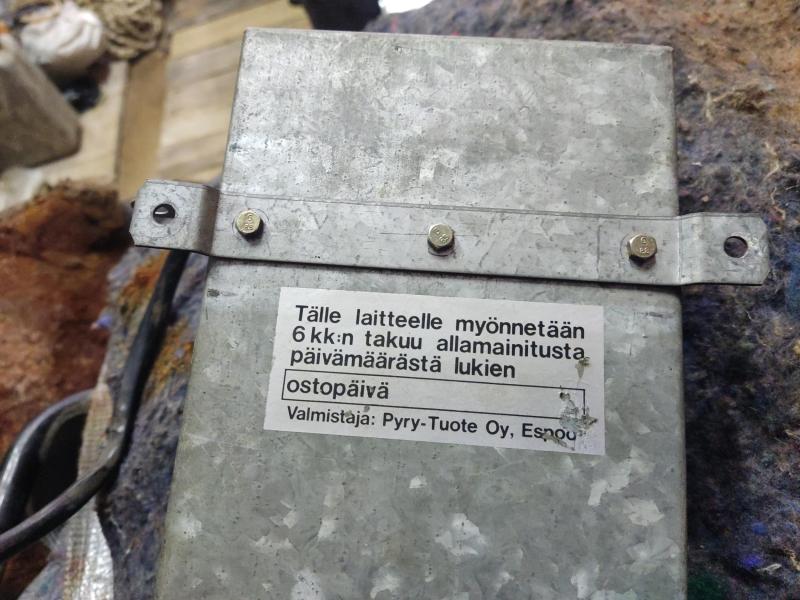 Tälle laitteelle myönnetään
6 kk:n takuu allamainitusta
päivämäärästä lukien
ostopäivä
Valmistaja: Pyry-Tuote Oy, Espoo